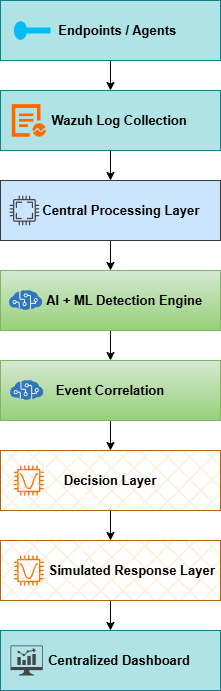 Endpoints / Agents
Wazuh Log Collection
Central Processing Layer
AI + ML Detection Engine
Event Correlation
Decision Layer
Simulated Response Layer
Centralized Dashboard